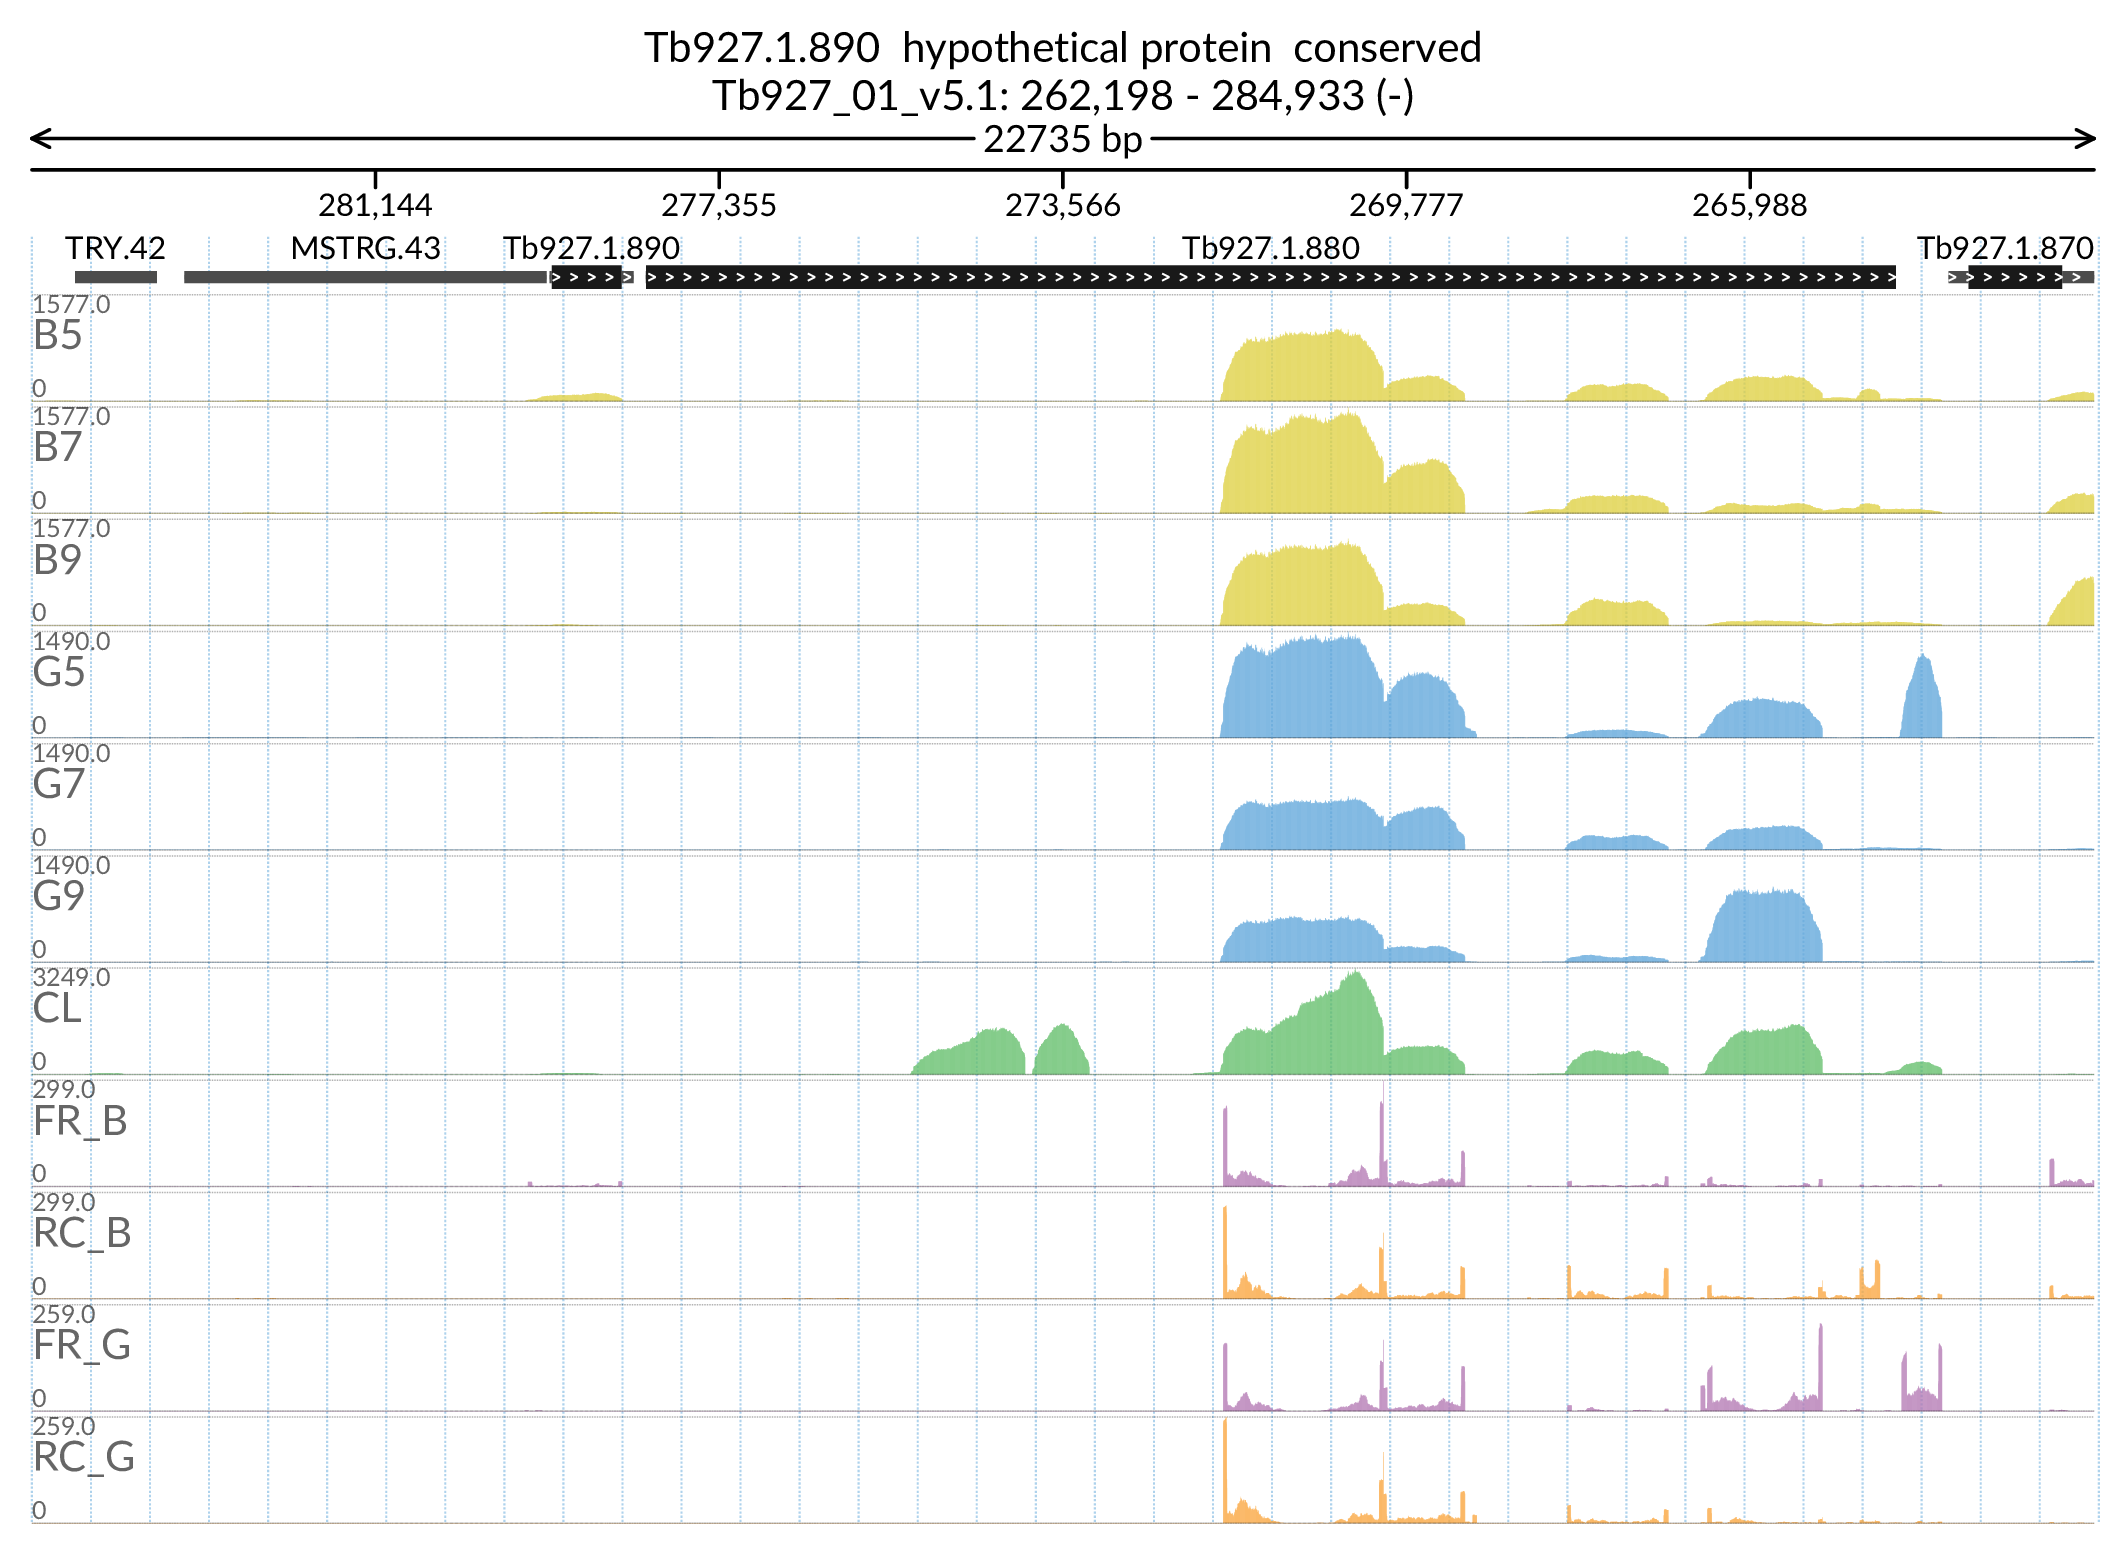 Tb927.1.890 hypothetical protein conserved
Tb927_01_v5.1: 262,198 - 284,933 (-)
22735 bp
281,144 277,355 273,566 269,777 265,988
TRY.42 MSTRG.43 Tb927.1.890 Tb927.1.880 Tb927.1.870
1577.0
B5
0
1577.0
B7
0
1577.0
B9
0
1490.0
G5
0
1490.0
G7
0
1490.0
G9
0
3249.0
CL
0
299.0
FR_B
0
299.0
RC_B
0
259.0
FR_G
0
259.0
RC_G
0